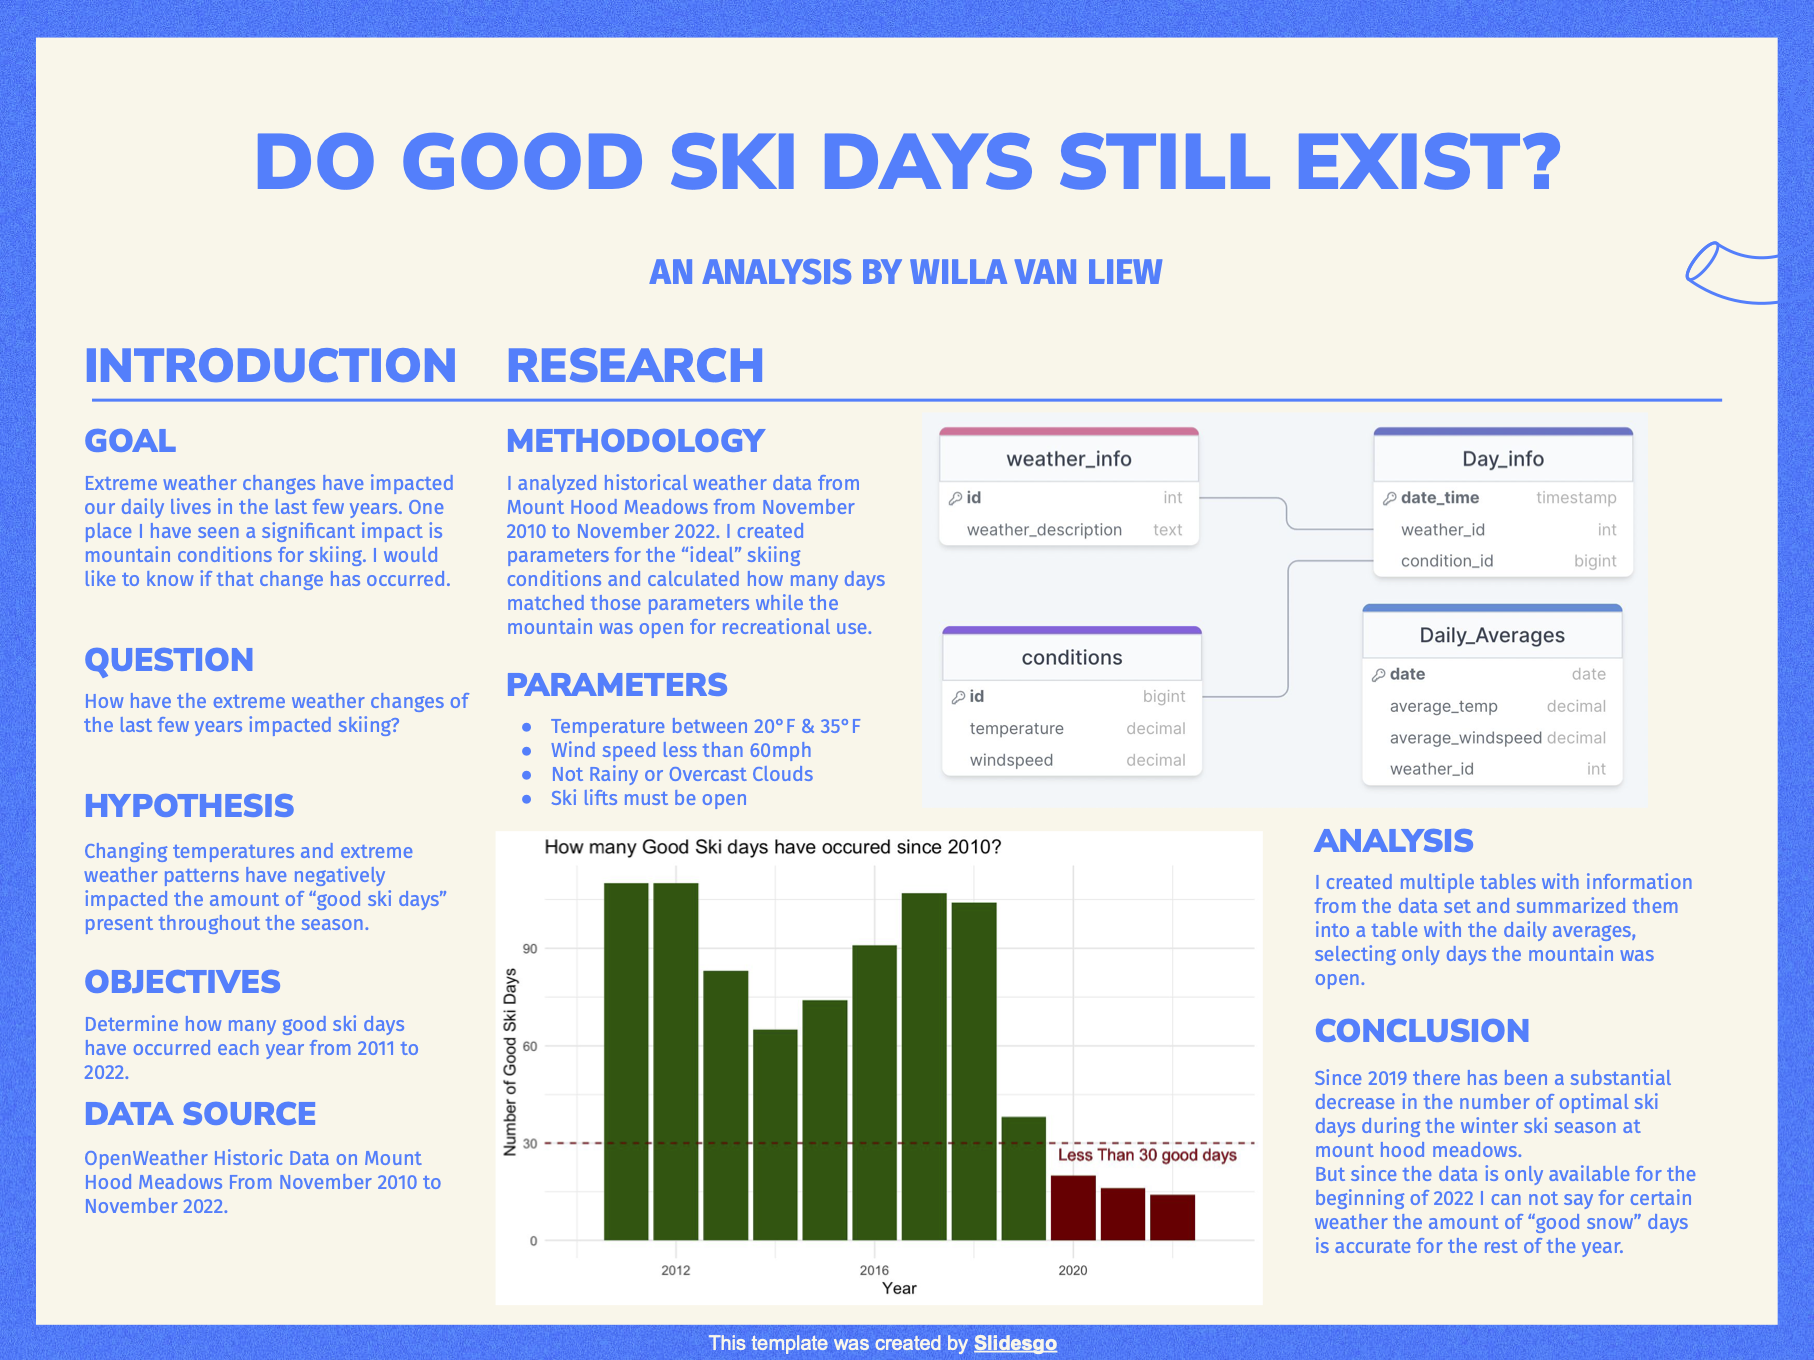 DO GOOD SKI DAYS STILL EXIST?
AN ANALYSIS BY WILLA VAN LIEW
INTRODUCTION
GOAL
Extreme weather changes have impacted
our daily lives in the last few years. One
place I have seen a significant impact is
mountain conditions for skiing. I would
like to know if that change has occurred.
QUESTION
How have the extreme weather changes of
the last few years impacted skiing?
HYPOTHESIS
Changing temperatures and extreme
weather patterns have negatively
impacted the amount of “good ski days”
present throughout the season.
OBJECTIVES
Determine how many good ski days
have occurred each year from 2011 to
2022.
DATA SOURCE
OpenWeather Historic Data on Mount
Hood Meadows From November 2010 to
November 2022.
RESEARCH
METHODOLOGY
I analyzed historical weather data from
Mount Hood Meadows from November
2010 to November 2022. I created
parameters for the “ideal” skiing
conditions and calculated how many days
matched those parameters while the
mountain was open for recreational use.
PARAMETERS
● Temperature between 20°F & 35°F
● Wind speed less than 60mph
● Not Rainy or Overcast Clouds
● Ski lifts must be open
weather_info
id int
weather_description text
Day_info
date_time timestamp
weather_id int
condition_id bigint
conditions
id bigint
temperature decimal
windspeed decimal
Daily_Averages
date date
average_temp decimal
average_windspeed decimal
weather_id int
How many Good Ski days have occured since 2010?
Number of Good Ski Days
90
60
30
0
Less Than 30 good days
2012 2016 2020
Year
ANALYSIS
I created multiple tables with information
from the data set and summarized them
into a table with the daily averages,
selecting only days the mountain was
open.
CONCLUSION
Since 2019 there has been a substantial
decrease in the number of optimal ski
days during the winter ski season at
mount hood meadows.
But since the data is only available for the
beginning of 2022 I can not say for certain
weather the amount of “good snow” days
is accurate for the rest of the year.
This template was created by Slidesgo